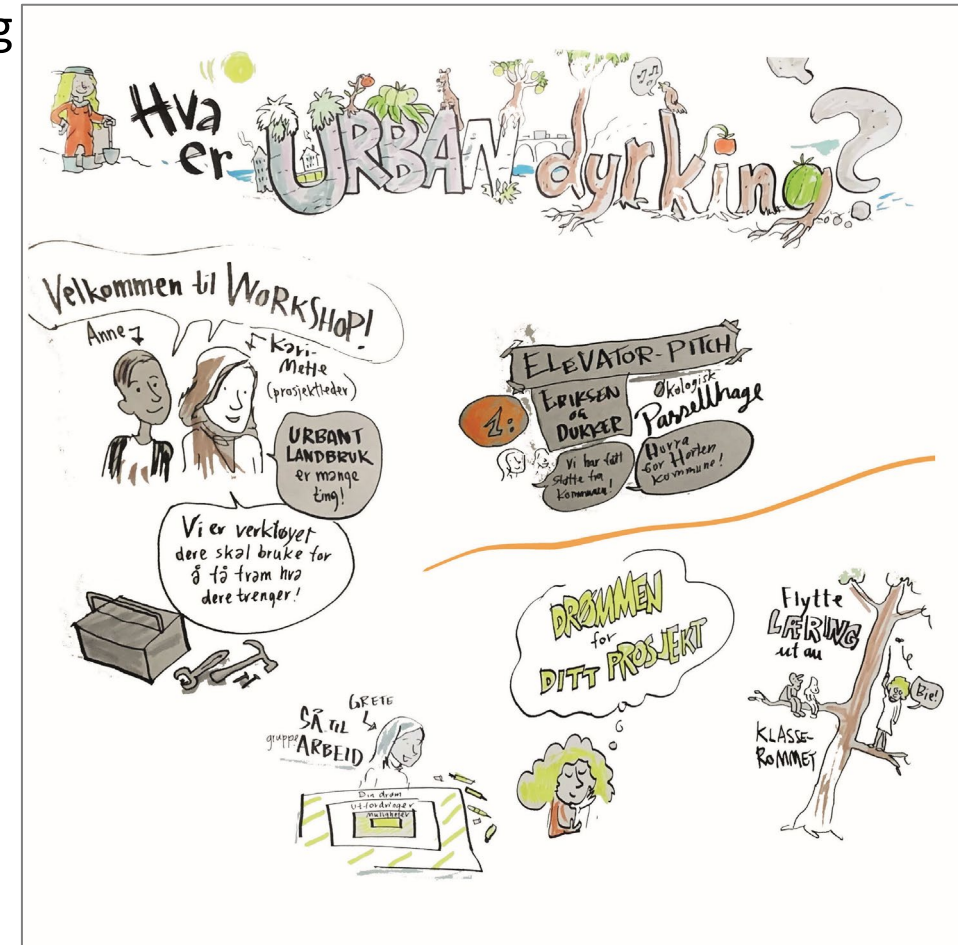 g
Hva
er URBAN dyrking?
Velkommen til WORKSHOP!
Anne
Kari-
Mette
(prosjektleder)
URBANT
LANDBRUK
er mange
ting!
Vi er verktøyet
dere skal bruke for
å få fram hva
dere trenger!
ELEVATOR-PITCH
1:
ERIKSEN
OG
DUKKER
Økologisk
Parsellhage
Vi har fått
støtte fra
kommunen!
Hurra
for Horten
kommune!
DRØMMEN
for
DITT PROSJEKT
Flytte
LÆRING
ut av
KLASSE-
ROMMET
Bie!
GRETE
SÅ TIL
gruppe ARBEID
Din drøm
Utfordringer
Muligheter